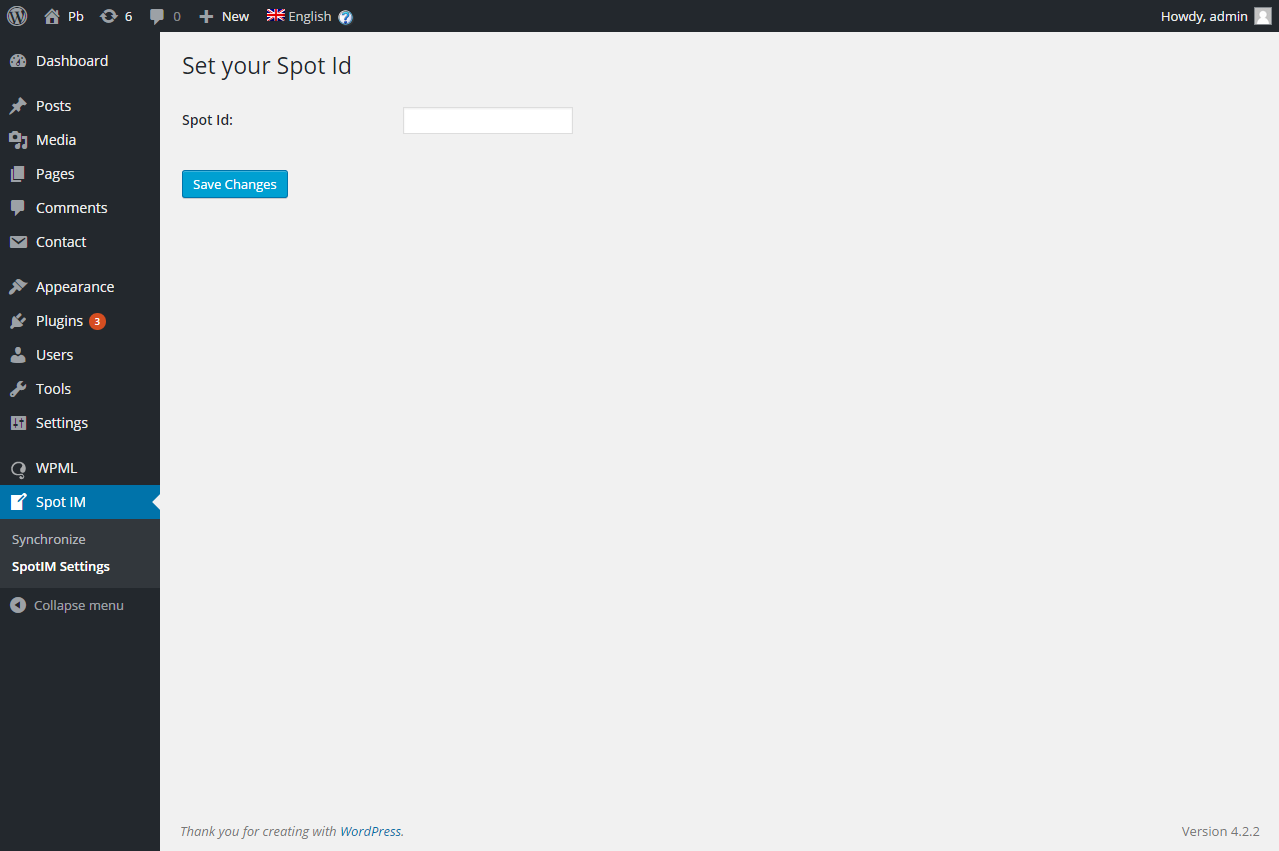 Pb 6 0 New English Howdy, admin
Dashboard
Posts
Media
Pages
Comments
Contact
Appearance
Plugins 3
Users
Tools
Settings
WPML
Spot IM
Synchronize
SpotIM Settings
Collapse menu
Set your Spot Id
Spot Id:
Save Changes
Thank you for creating with WordPress.
Version 4.2.2